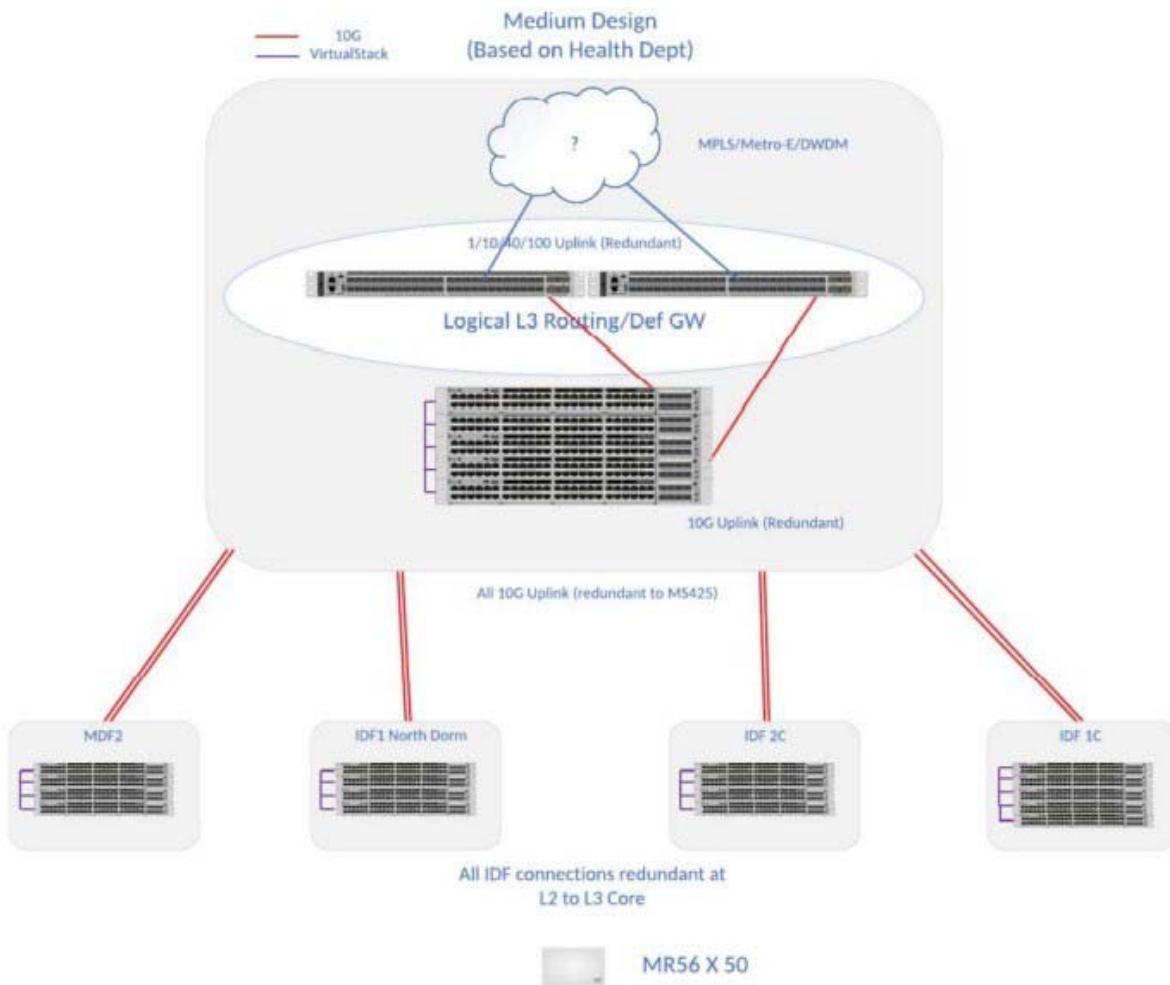 Medium Design
(Based on Health Dept)
10G
VirtualStack
?
MPLS/Metro-E/DWDM
1/10/40/100 Uplink (Redundant)
Logical L3 Routing/Def GW
10G Uplink (Redundant)
All 10G Uplink (redundant to MS425)
MDF2
IDF1 North Dorm
IDF 2C
IDF 1C
All IDF connections redundant at
L2 to L3 Core
MR56 X 50